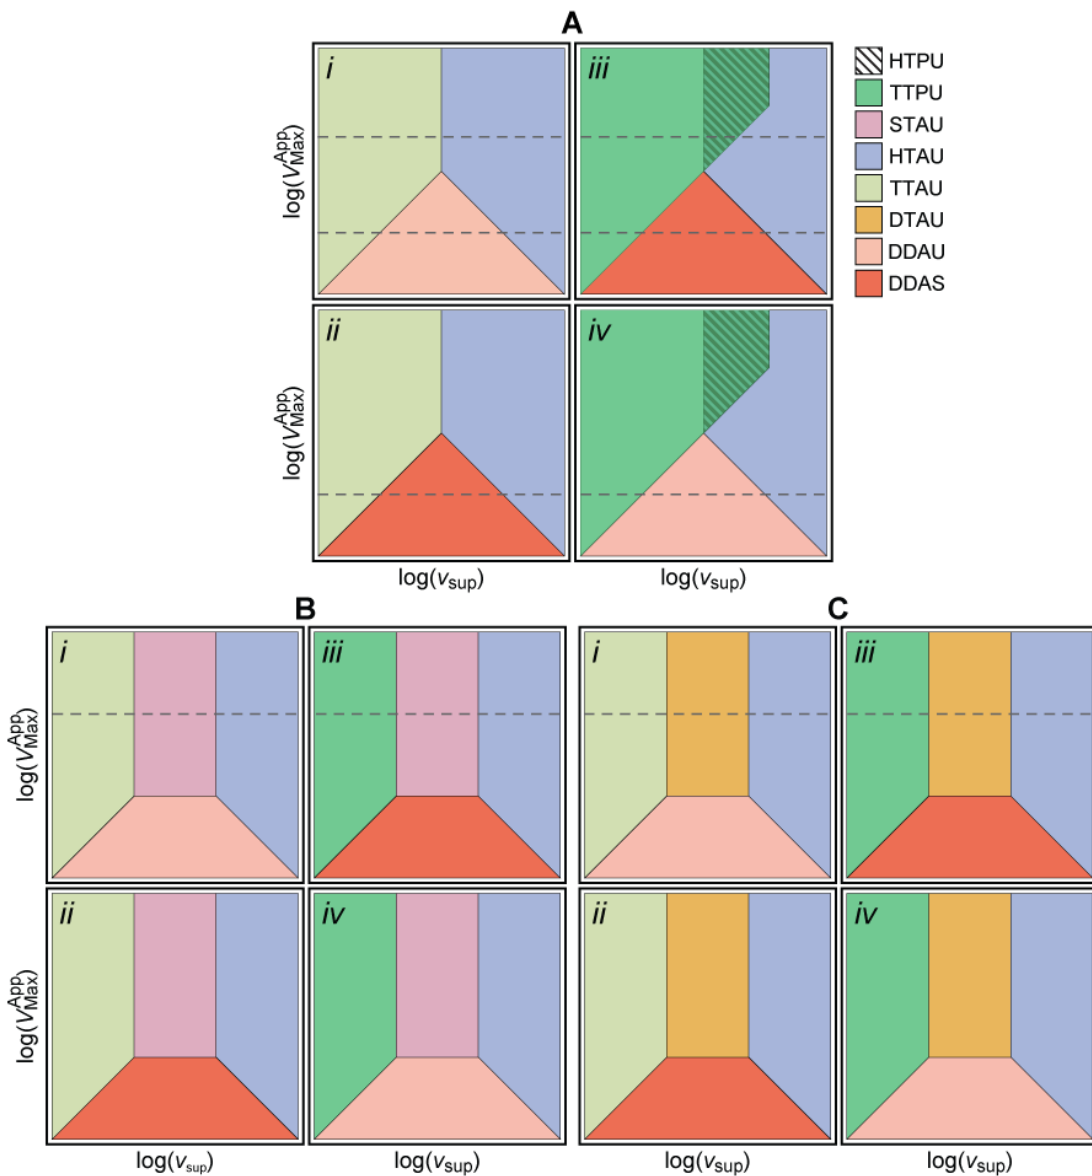 A
i
iii
HTPU
TTPU
STAU
HTAU
TTAU
DTAU
DDAU
DDAS
log(V_Max^App)
ii
iv
log(V_Max^App)
log(v_sup)
log(v_sup)
B
C
i
iii
i
iii
log(V_Max^App)
ii
iv
ii
iv
log(V_Max^App)
log(v_sup)
log(v_sup)
log(v_sup)
log(v_sup)